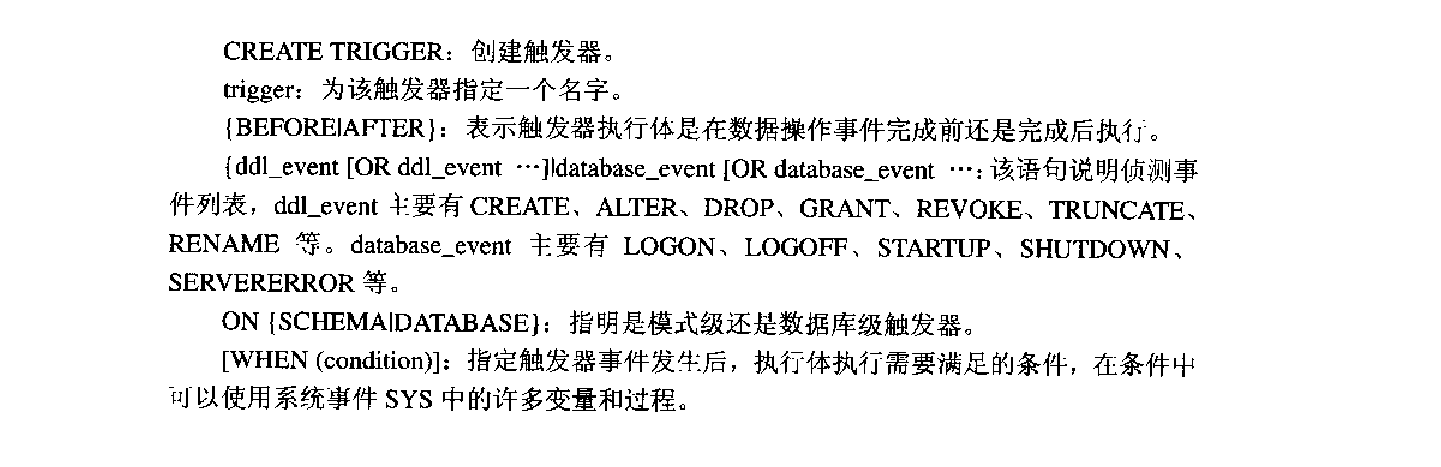 CREATE TRIGGER：创建触发器。
trigger：为该触发器指定一个名字。
{BEFORE|AFTER}：表示触发器执行体是在数据操作事件完成前还是完成后执行。
{ddl_event [OR ddl_event …]|database_event [OR database_event …：该语句说明侦测事
件列表，ddl_event 主要有 CREATE、ALTER、DROP、GRANT、REVOKE、TRUNCATE、
RENAME 等。database_event 主要有 LOGON、LOGOFF、STARTUP、SHUTDOWN、
SERVERERROR 等。
ON {SCHEMA|DATABASE}：指明是模式级还是数据库级触发器。
[WHEN (condition)]：指定触发器事件发生后，执行体执行需要满足的条件，在条件中
可以使用系统事件 SYS 中的许多变量和过程。